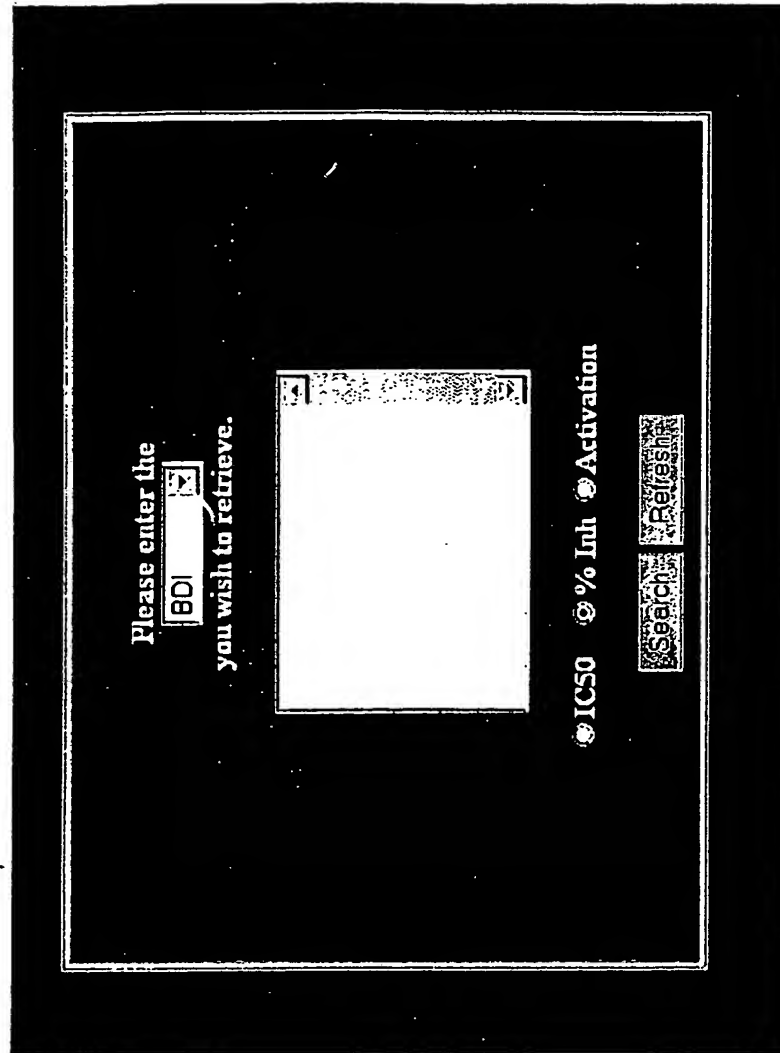 Please enter the
BDI
you wish to retrieve.
IC50 % Inh Activation
Search Refresh